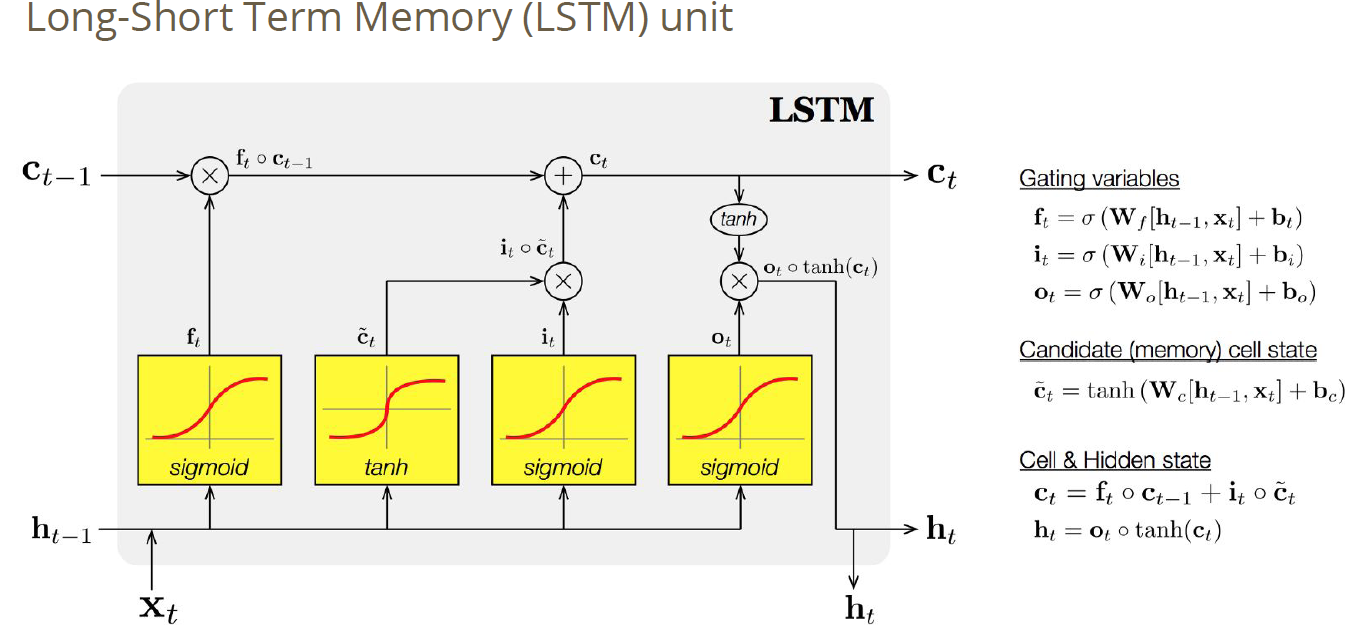 Long-Short Term Memory (LSTM) unit
LSTM
c_{t−1}
f_t ∘ c_{t−1}
c_t
c_t
tanh
i_t ∘ c̃_t
o_t ∘ tanh(c_t)
f_t
c̃_t
i_t
o_t
sigmoid
tanh
sigmoid
sigmoid
h_{t−1}
h_t
x_t
h_t
Gating variables
f_t = σ (W_f[h_{t−1}, x_t] + b_t)
i_t = σ (W_i[h_{t−1}, x_t] + b_i)
o_t = σ (W_o[h_{t−1}, x_t] + b_o)
Candidate (memory) cell state
c̃_t = tanh (W_c[h_{t−1}, x_t] + b_c)
Cell & Hidden state
c_t = f_t ∘ c_{t−1} + i_t ∘ c̃_t
h_t = o_t ∘ tanh(c_t)